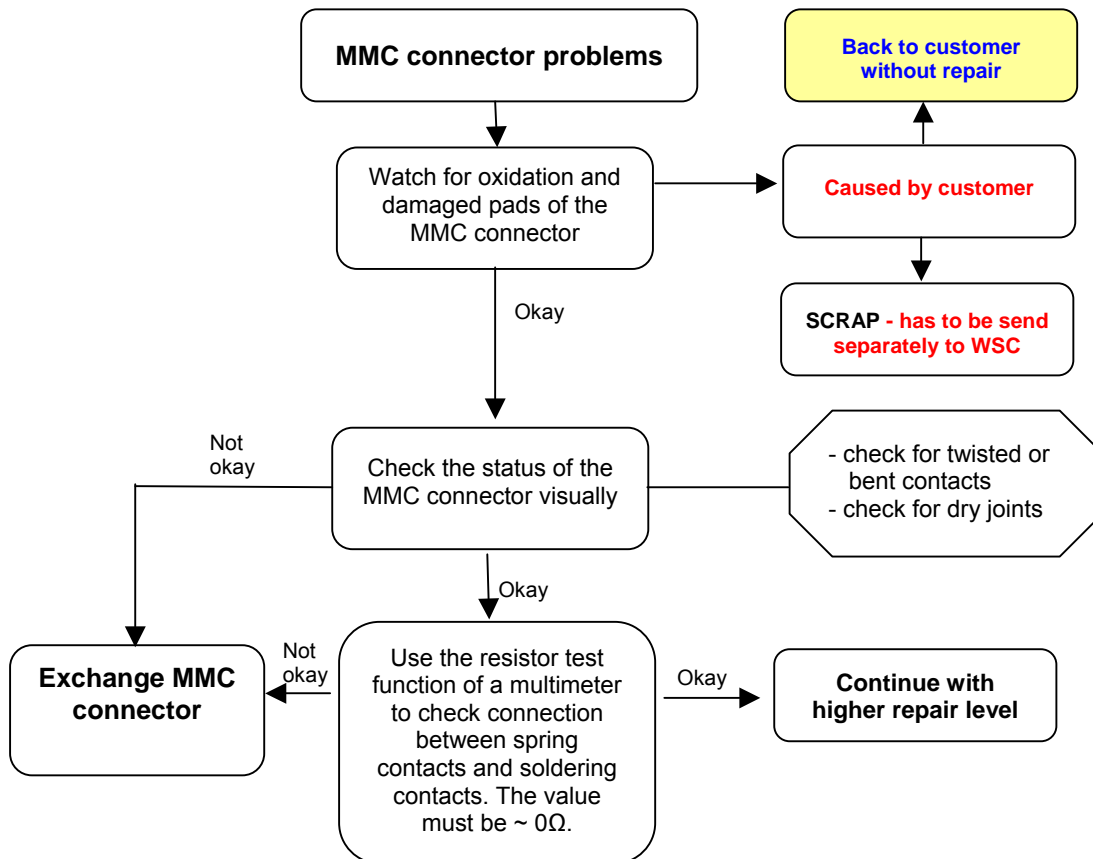 MMC connector problems
Back to customer
without repair
Watch for oxidation and
damaged pads of the
MMC connector
Caused by customer
Okay
SCRAP - has to be send
separately to WSC
Not
okay
Check the status of the
MMC connector visually
- check for twisted or
bent contacts
- check for dry joints
Okay
Exchange MMC
connector
Not
okay
Use the resistor test
function of a multimeter
to check connection
between spring
contacts and soldering
contacts. The value
must be ~ 0Ω.
Okay
Continue with
higher repair level